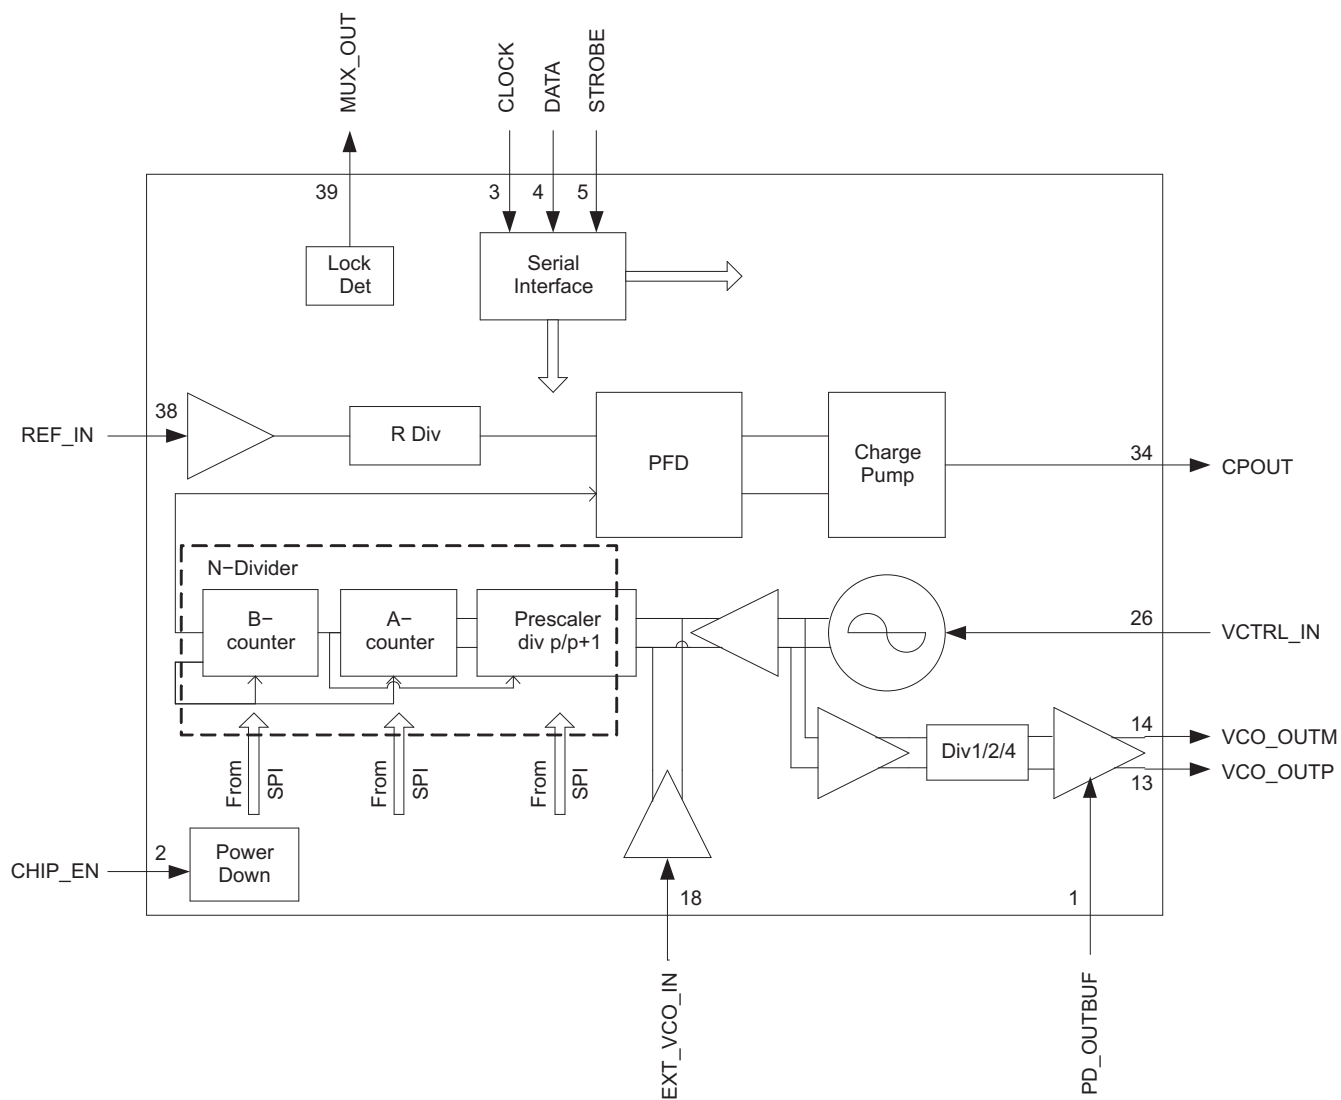 MUX_OUT
CLOCK
DATA
STROBE
39
3
4
5
Lock
Det
Serial
Interface
38
REF_IN
R Div
PFD
Charge
Pump
34
CPOUT
N−Divider
B−
counter
A−
counter
Prescaler
div p/p+1
26
VCTRL_IN
From
SPI
From
SPI
From
SPI
Div1/2/4
14
VCO_OUTM
VCO_OUTP
13
CHIP_EN
2
Power
Down
18
1
EXT_VCO_IN
PD_OUTBUF